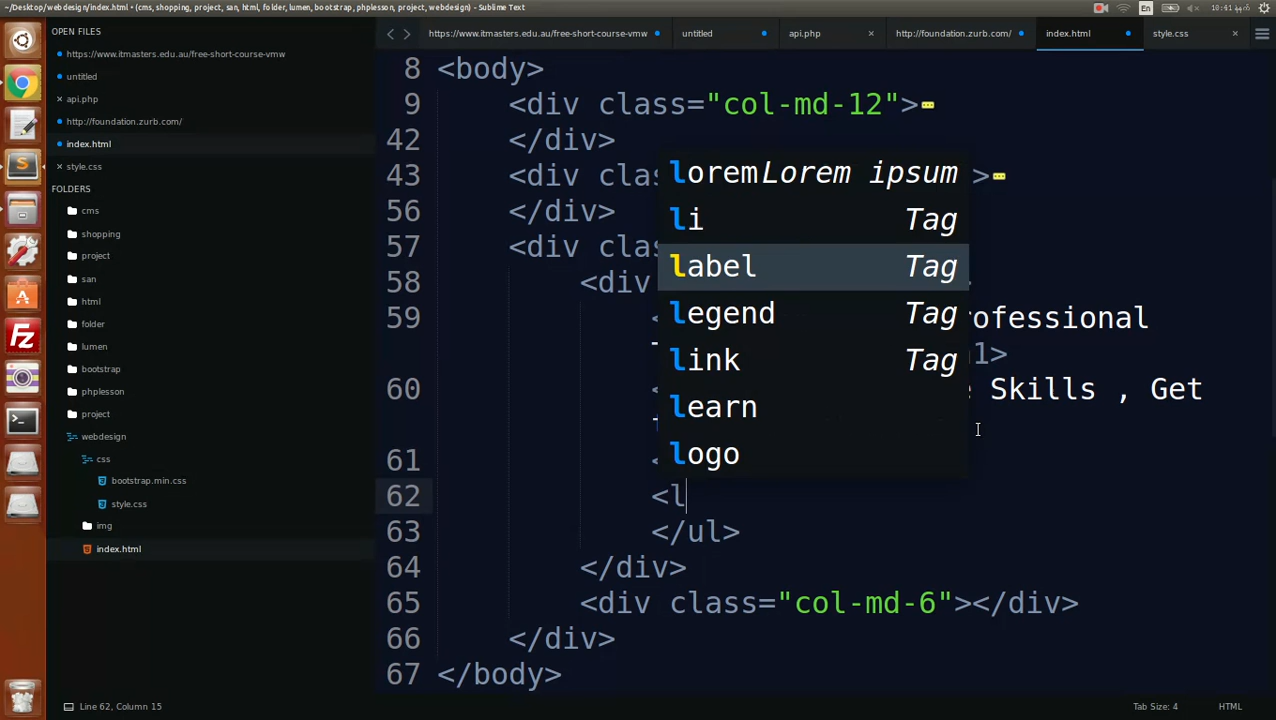 ~/Desktop/webdesign/index.html • (cms, shopping, project, san, html, folder, lumen, bootstrap, phplesson, project, webdesign) - Sublime Text
En
OPEN FILES
https://www.itmasters.edu.au/free-short-course-vmw
untitled
api.php
http://foundation.zurb.com/
index.html
style.css
FOLDERS
cms
shopping
project
san
html
folder
lumen
bootstrap
phplesson
project
webdesign
css
bootstrap.min.css
style.css
img
index.html
https://www.itmasters.edu.au/free-short-course-vmw
untitled
api.php
http://foundation.zurb.com/
index.html
style.css
8 <body>
9 <div class="col-md-12">
42 </div>
43 <div clas >
56 </div>
57 <div clas
58 <div
59 < rofessional
1>
60 < e Skills , Get
61 <
62 <l
63 </ul>
64 </div>
65 <div class="col-md-6"></div>
66 </div>
67 </body>
lorem Lorem ipsum
li Tag
label Tag
legend Tag
link Tag
learn
logo
Line 62, Column 15
Tab Size: 4
HTML